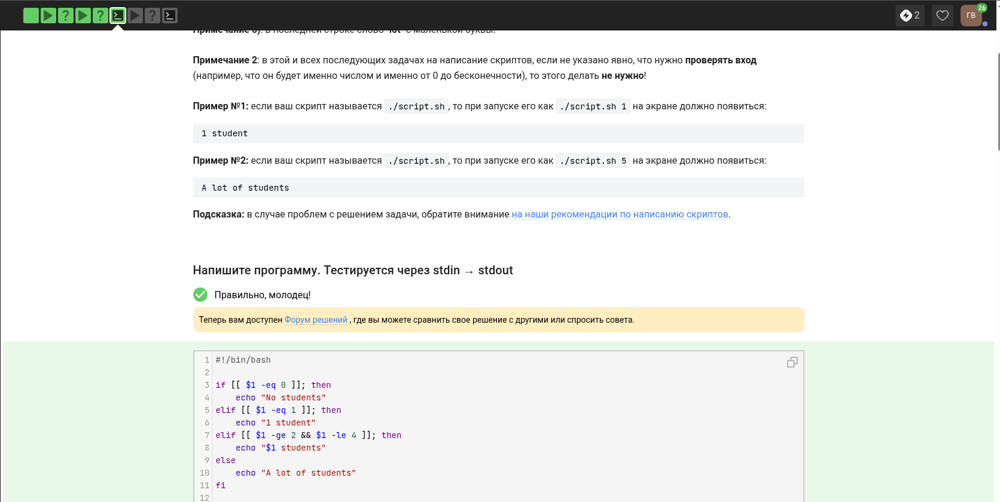 2
ГВ
26
Примечание 2: в этой и всех последующих задачах на написание скриптов, если не указано явно, что нужно проверять вход
(например, что он будет именно числом и именно от 0 до бесконечности), то этого делать не нужно!
Пример №1: если ваш скрипт называется ./script.sh, то при запуске его как ./script.sh 1 на экране должно появиться:
1 student
Пример №2: если ваш скрипт называется ./script.sh, то при запуске его как ./script.sh 5 на экране должно появиться:
A lot of students
Подсказка: в случае проблем с решением задачи, обратите внимание на наши рекомендации по написанию скриптов.
Напишите программу. Тестируется через stdin → stdout
Правильно, молодец!
Теперь вам доступен Форум решений , где вы можете сравнить свое решение с другими или спросить совета.
1 #!/bin/bash
2
3 if [[ $1 -eq 0 ]]; then
4     echo "No students"
5 elif [[ $1 -eq 1 ]]; then
6     echo "1 student"
7 elif [[ $1 -ge 2 && $1 -le 4 ]]; then
8     echo "$1 students"
9 else
10     echo "A lot of students"
11 fi
12